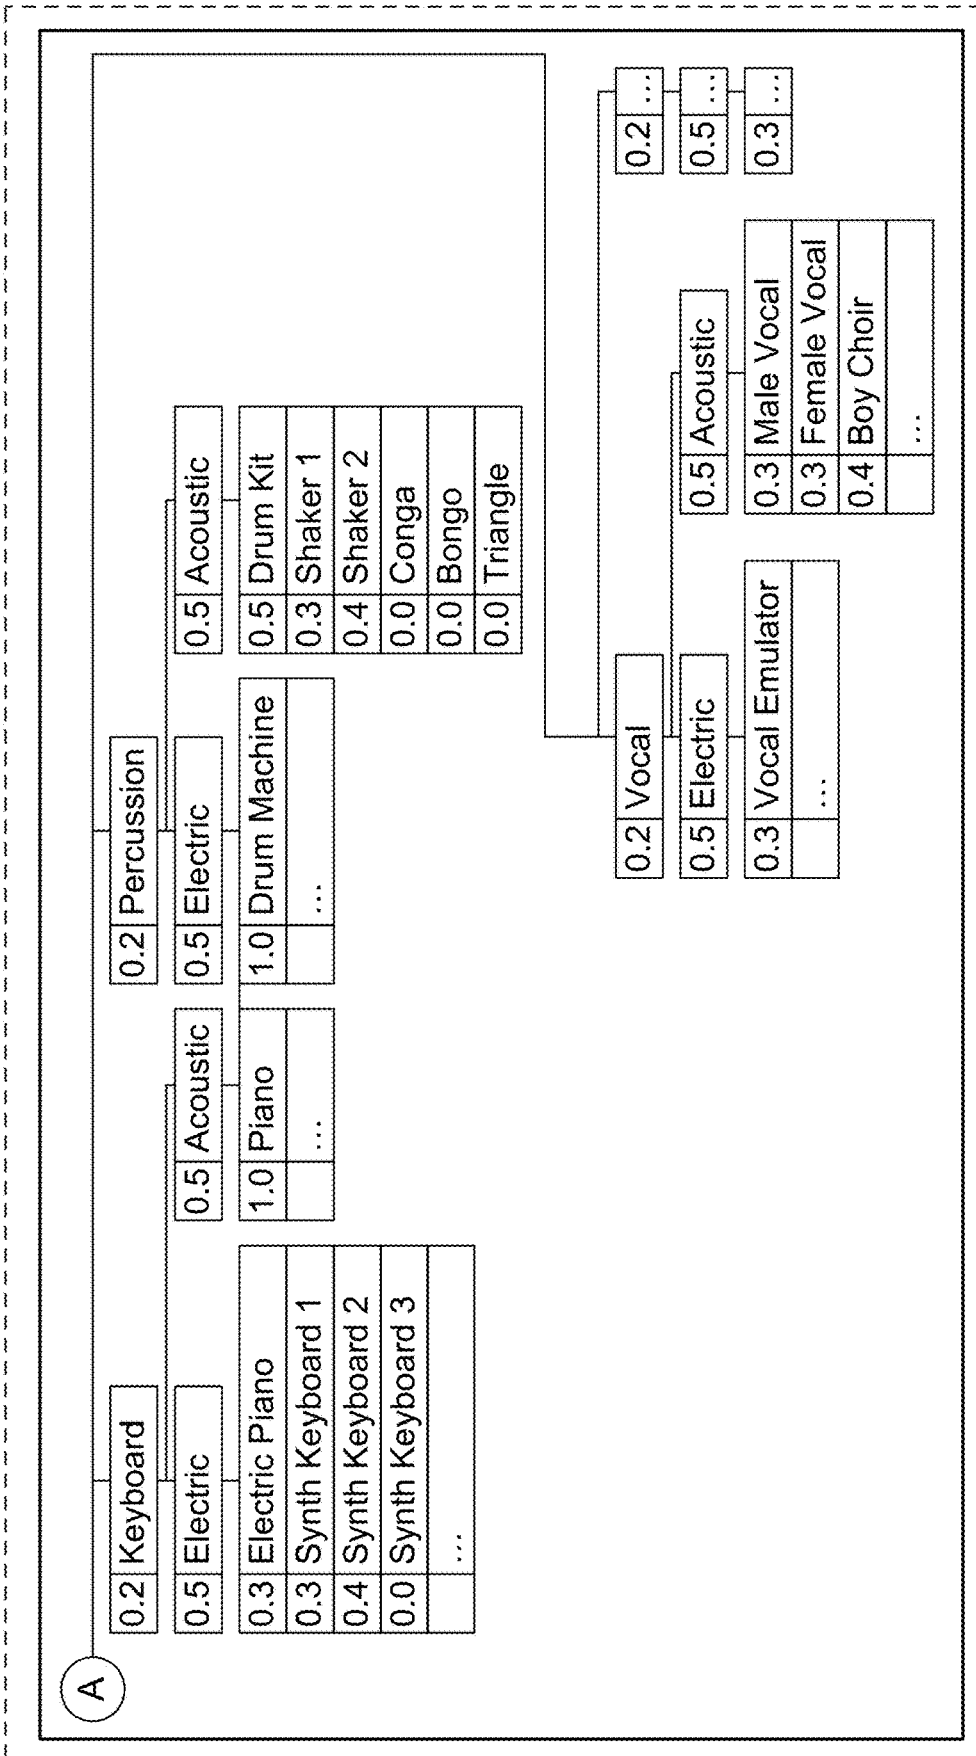 A
0.2 Keyboard
0.5 Electric
0.3 Electric Piano
0.3 Synth Keyboard 1
0.4 Synth Keyboard 2
0.0 Synth Keyboard 3
...
0.5 Acoustic
1.0 Piano
...
0.2 Percussion
0.5 Electric
1.0 Drum Machine
...
0.5 Acoustic
0.5 Drum Kit
0.3 Shaker 1
0.4 Shaker 2
0.0 Conga
0.0 Bongo
0.0 Triangle
0.2 Vocal
0.5 Electric
0.3 Vocal Emulator
...
0.5 Acoustic
0.3 Male Vocal
0.3 Female Vocal
0.4 Boy Choir
...
0.2 ...
0.5 ...
0.3 ...